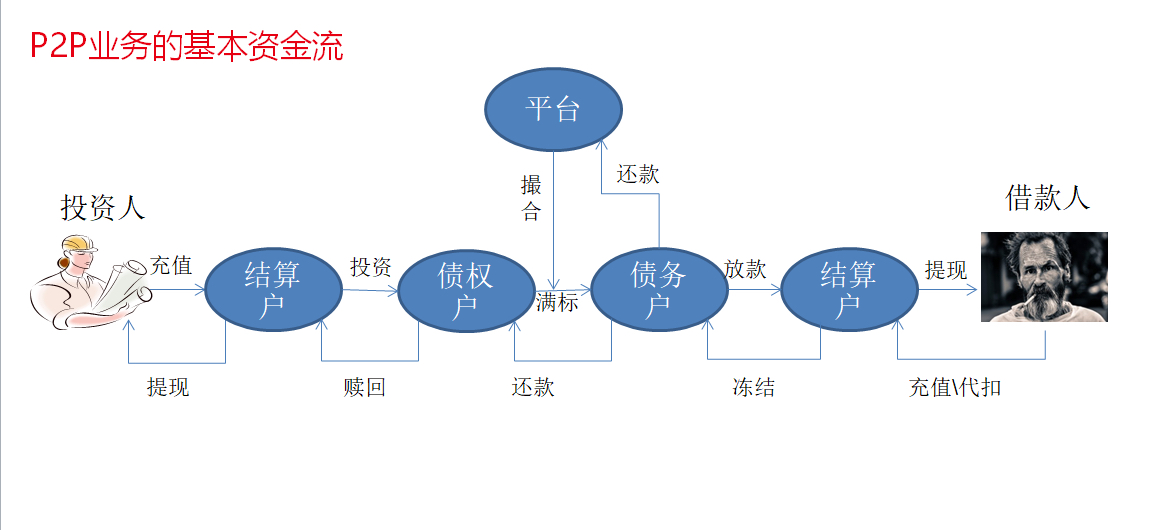 P2P业务的基本资金流
平台
撮
合
还款
投资人
借款人
充值
结算
户
投资
债权
户
满标
债务
户
放款
结算
户
提现
提现
赎回
还款
冻结
充值\代扣